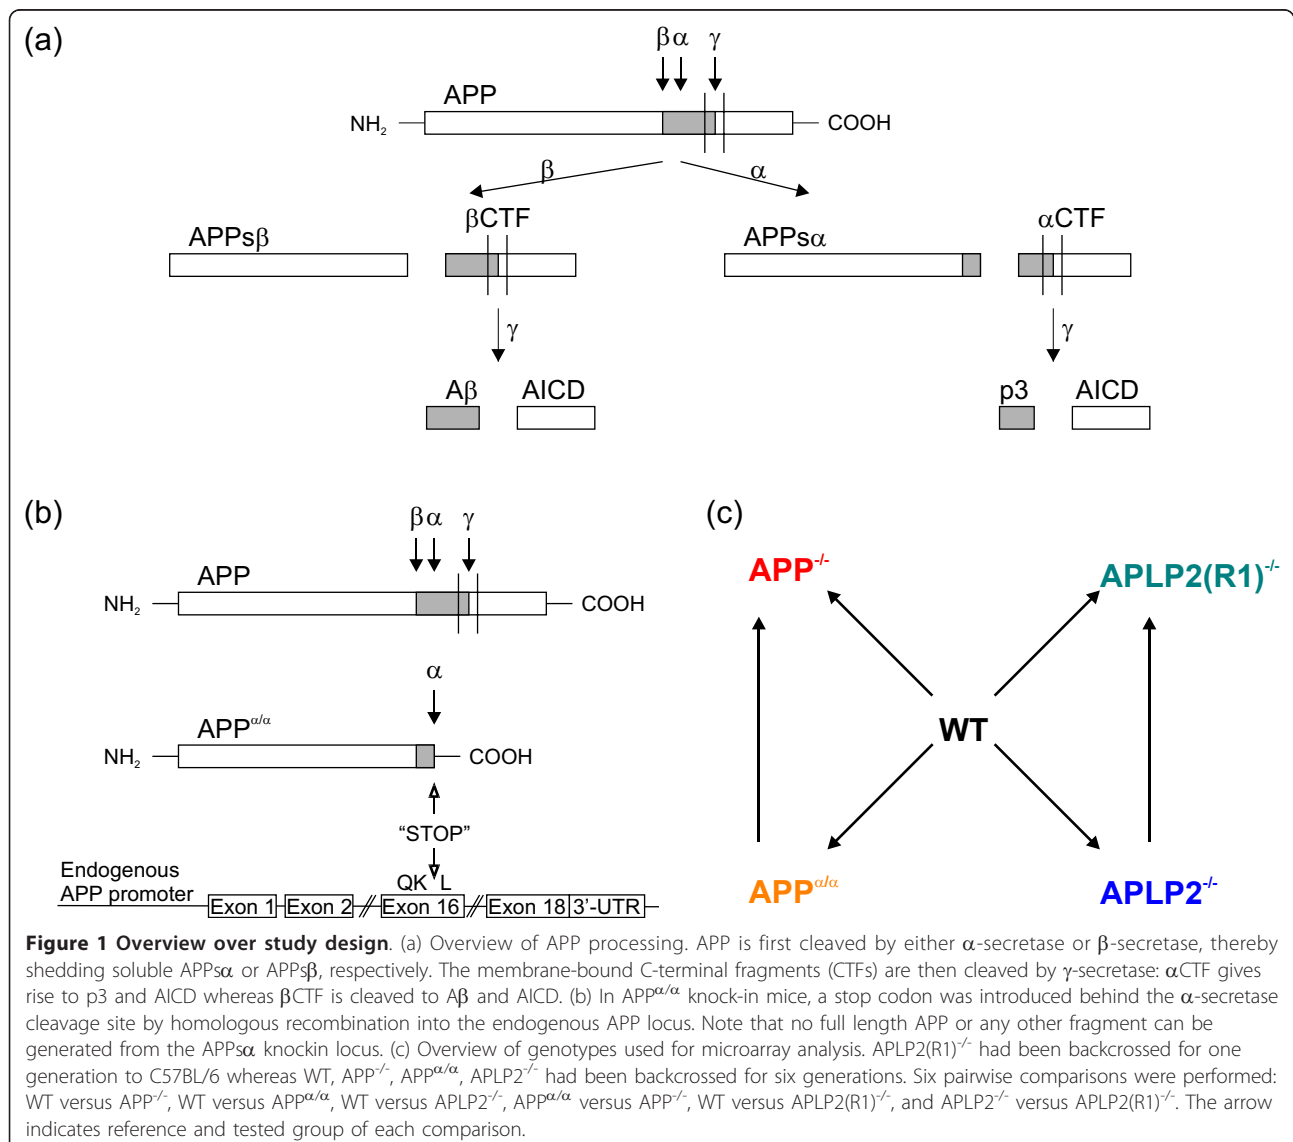 (a)
β α γ
APP
NH₂ COOH
β α
βCTF αCTF
APPsβ APPsα
γ γ
Aβ AICD p3 AICD
(b)
β α γ
APP
NH₂ COOH
α
APP^α/α
NH₂ COOH
"STOP"
QK L
Endogenous
APP promoter
Exon 1 Exon 2 Exon 16 Exon 18 3'-UTR
(c)
APP^-/- APLP2(R1)^-/-
WT
APP^α/α APLP2^-/-
Figure 1 Overview over study design. (a) Overview of APP processing. APP is first cleaved by either α-secretase or β-secretase, thereby
shedding soluble APPsα or APPsβ, respectively. The membrane-bound C-terminal fragments (CTFs) are then cleaved by γ-secretase: αCTF gives
rise to p3 and AICD whereas βCTF is cleaved to Aβ and AICD. (b) In APP^α/α knock-in mice, a stop codon was introduced behind the α-secretase
cleavage site by homologous recombination into the endogenous APP locus. Note that no full length APP or any other fragment can be
generated from the APPsα knockin locus. (c) Overview of genotypes used for microarray analysis. APLP2(R1)^-/- had been backcrossed for one
generation to C57BL/6 whereas WT, APP^-/-, APP^α/α, APLP2^-/- had been backcrossed for six generations. Six pairwise comparisons were performed:
WT versus APP^-/-, WT versus APP^α/α, WT versus APLP2^-/-, APP^α/α versus APP^-/-, WT versus APLP2(R1)^-/-, and APLP2^-/- versus APLP2(R1)^-/-. The arrow
indicates reference and tested group of each comparison.